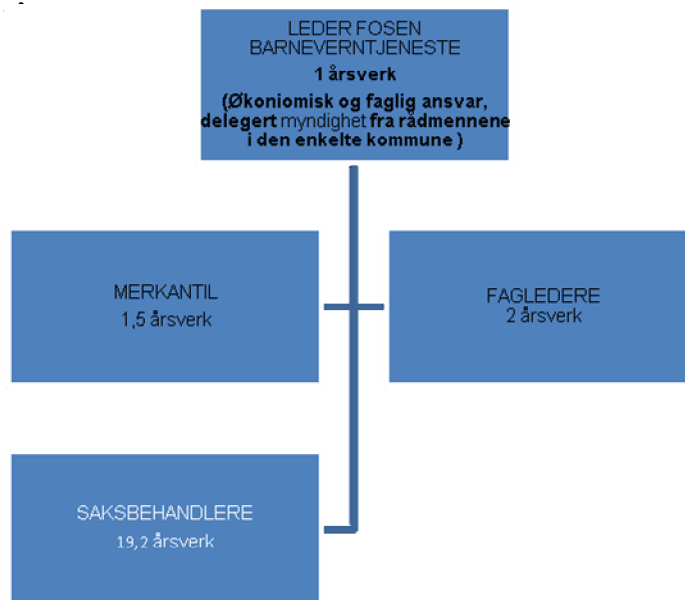 LEDER FOSEN
BARNEVERNTJENESTE
1 årsverk
(Økoniomisk og faglig ansvar,
delegert myndighet fra rådmennene
i den enkelte kommune )
MERKANTIL
1,5 årsverk
FAGLEDERE
2 årsverk
SAKSBEHANDLERE
19,2 årsverk